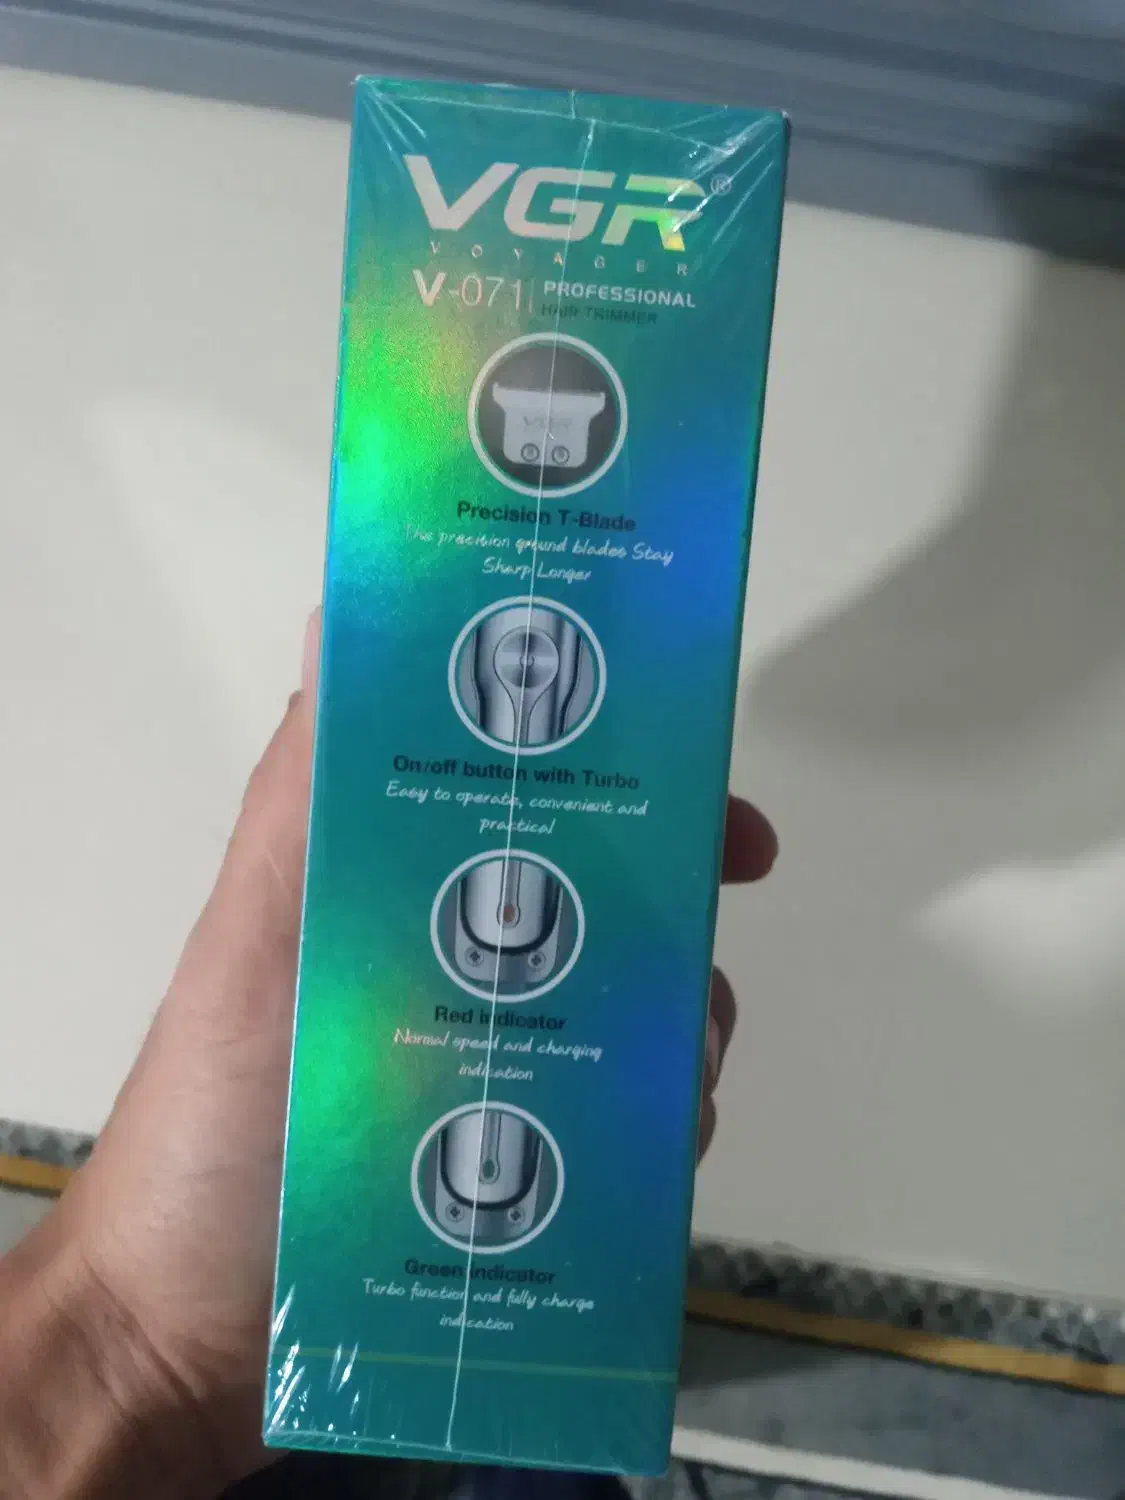 VGR®
VOYAGER
V-071 | PROFESSIONAL
HAIR TRIMMER
VGR
Precision T-Blade
The precision ground blades Stay
Sharp Longer
On/off button with Turbo
Easy to operate, convenient and
practical
Red indicator
Normal speed and charging
indication
Green indicator
Turbo function and fully charge
indication